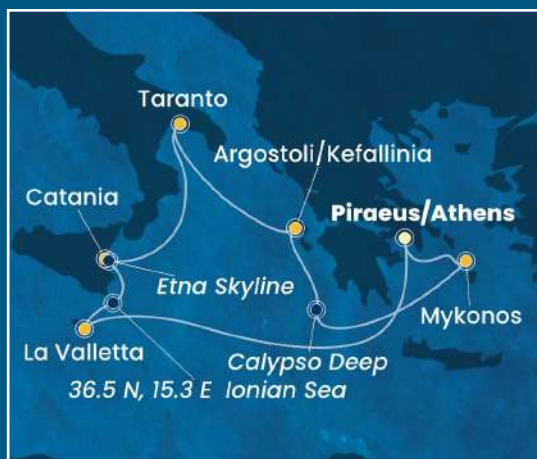 Taranto
Argostoli/Kefallinia
Catania
Piraeus/Athens
Etna Skyline
Mykonos
La Valletta
Calypso Deep
36.5 N, 15.3 E Ionian Sea